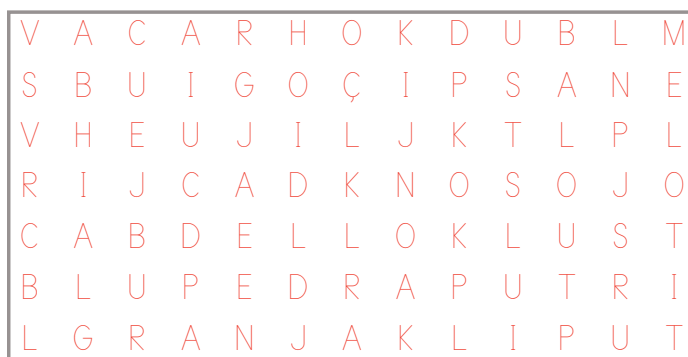 V A C A R H O K D U B L M
S B U I G O Ç I P S A N E
V H E U J I L J K T L P L
R I J C A D K N O S O J O
C A B D E L L O K L U S T
B L U P E D R A P U T R I
L G R A N J A K L I P U T